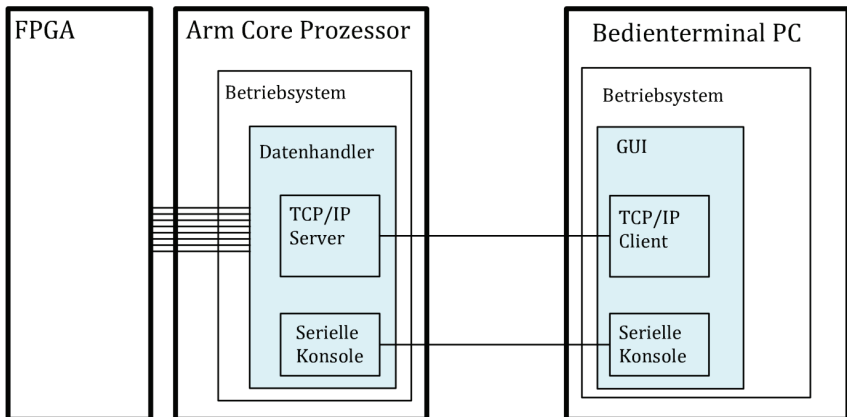 FPGA
Arm Core Prozessor
Betriebsystem
Datenhandler
TCP/IP
Server
Serielle
Konsole
Bedienterminal PC
Betriebsystem
GUI
TCP/IP
Client
Serielle
Konsole